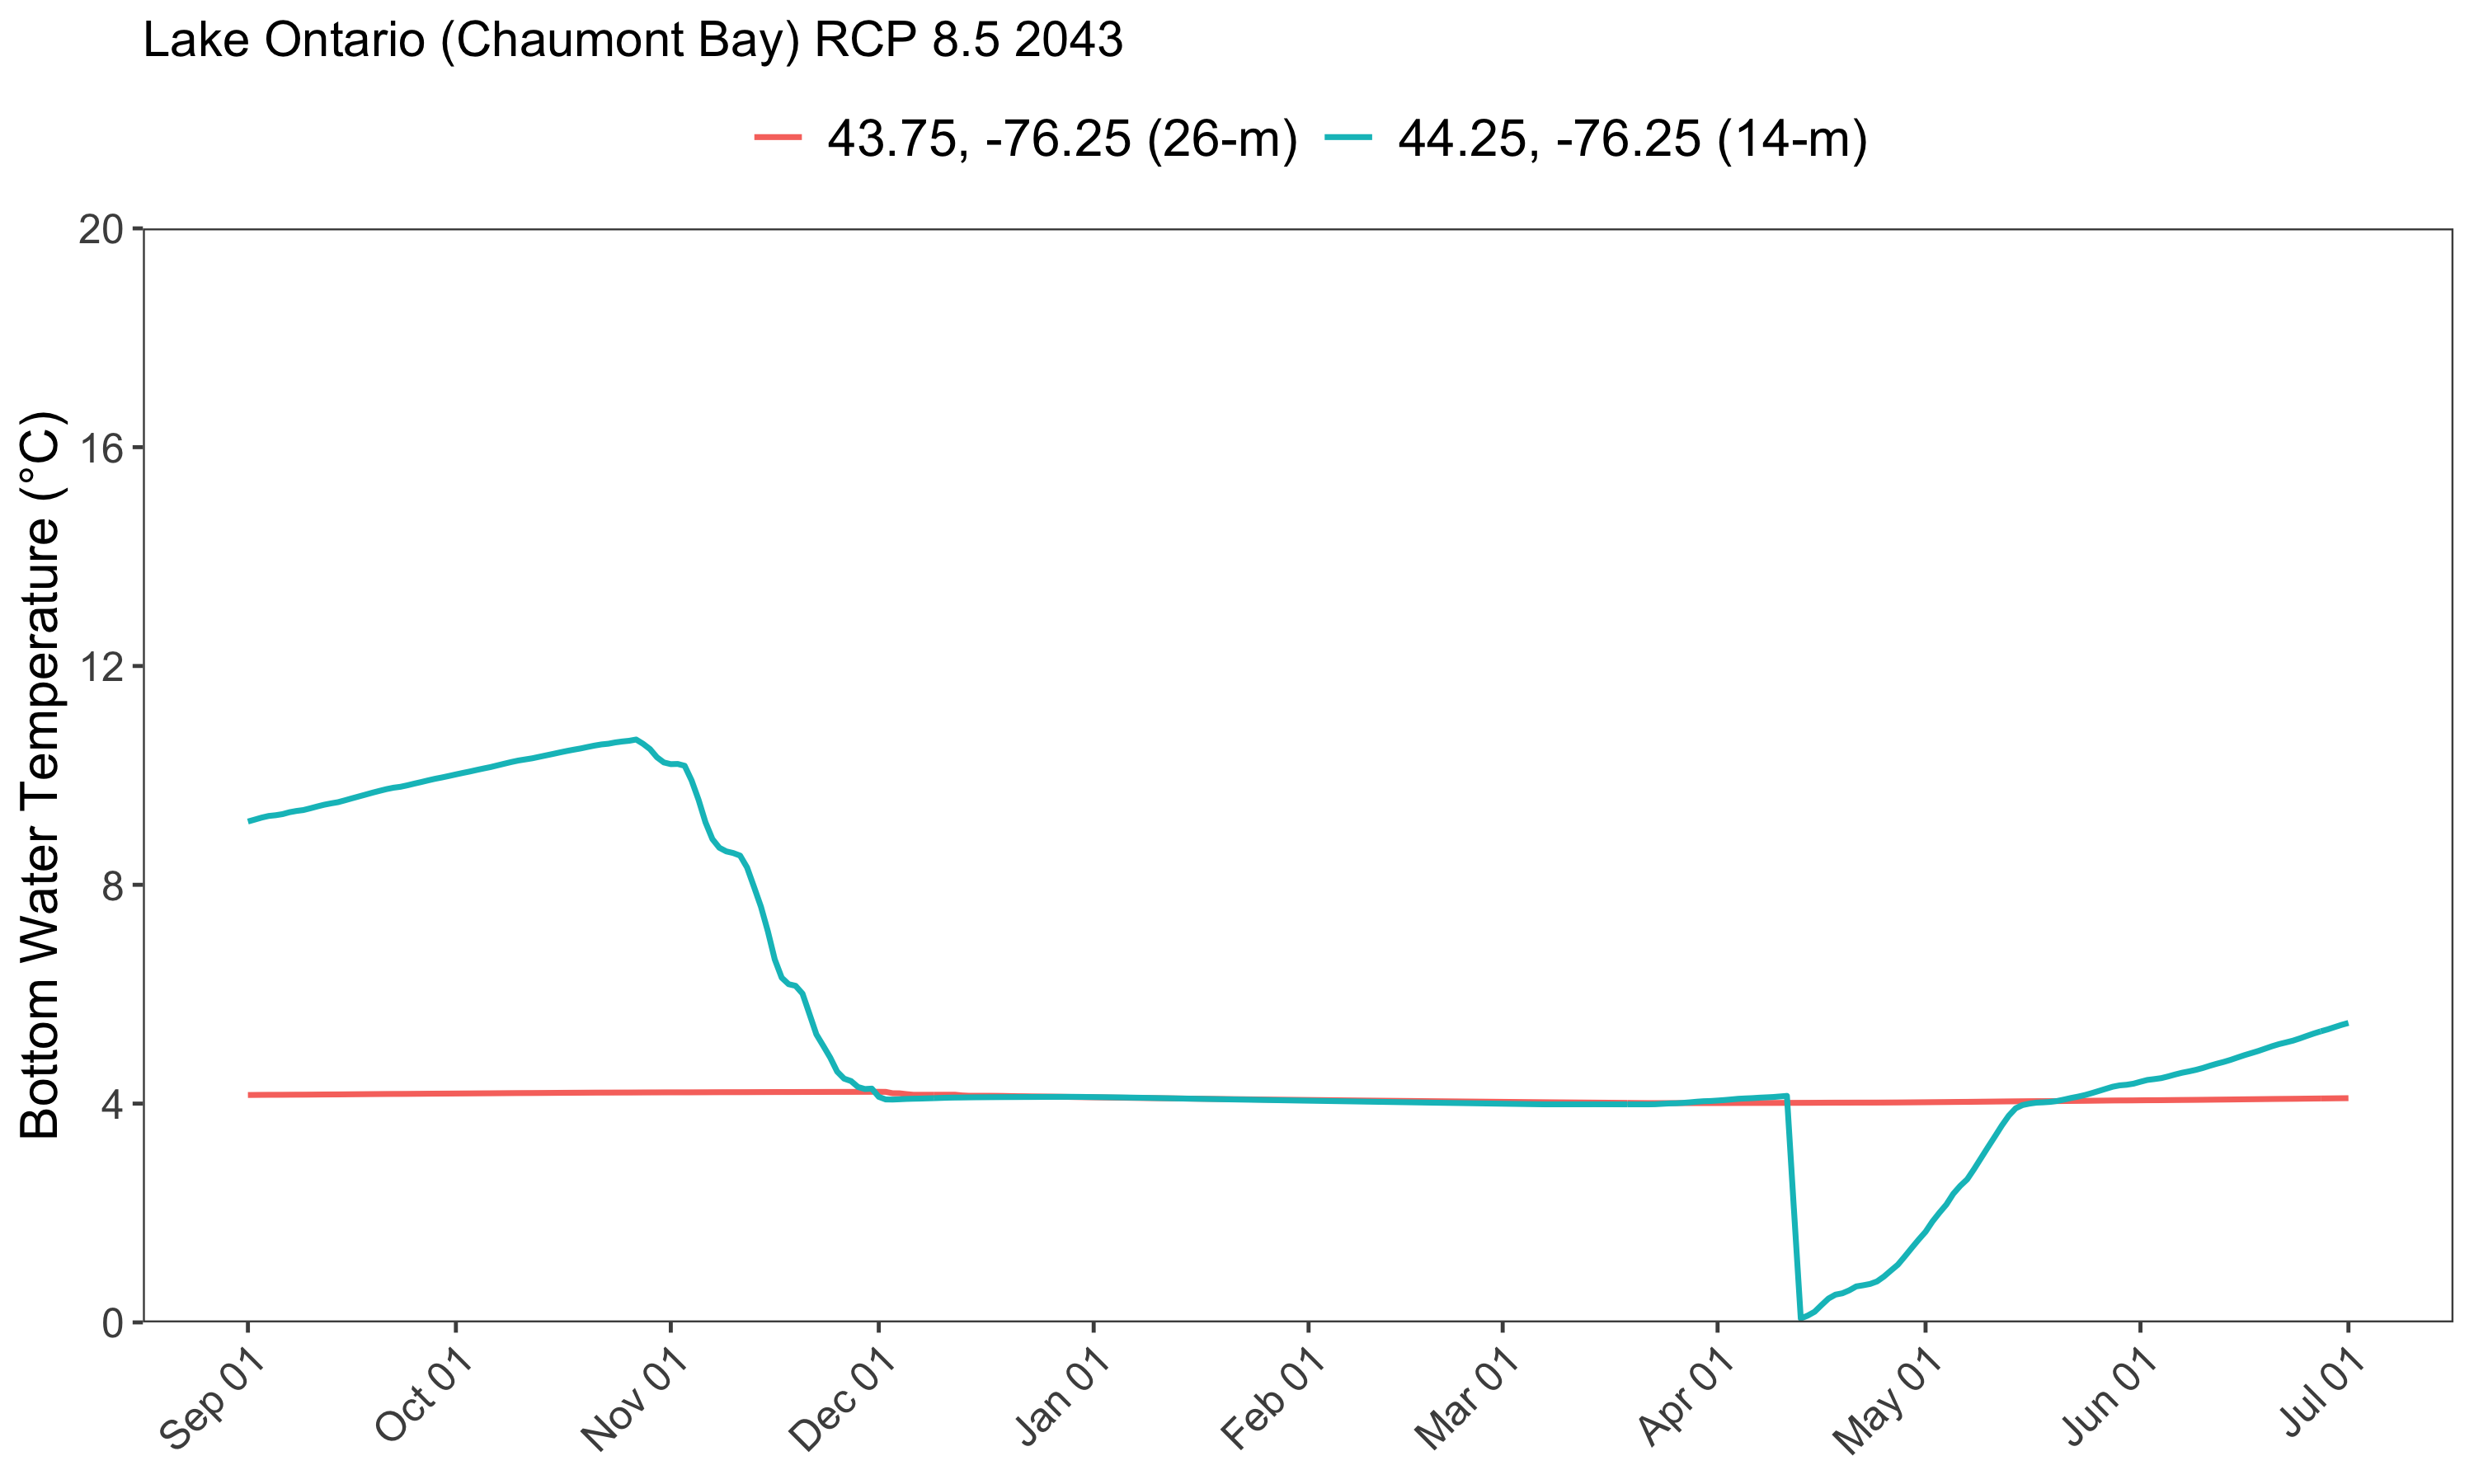 Lake Ontario (Chaumont Bay) RCP 8.5 2043
43.75, -76.25 (26-m) 44.25, -76.25 (14-m)
Bottom Water Temperature (°C)
20
16
12
8
4
0
Sep 01 Oct 01 Nov 01 Dec 01 Jan 01 Feb 01 Mar 01 Apr 01 May 01 Jun 01 Jul 01